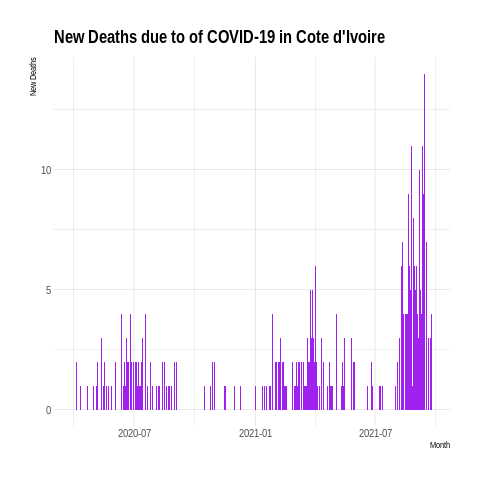 New Deaths due to of COVID-19 in Cote d'Ivoire
New Deaths
10
5
0
2020-07
2021-01
2021-07
Month